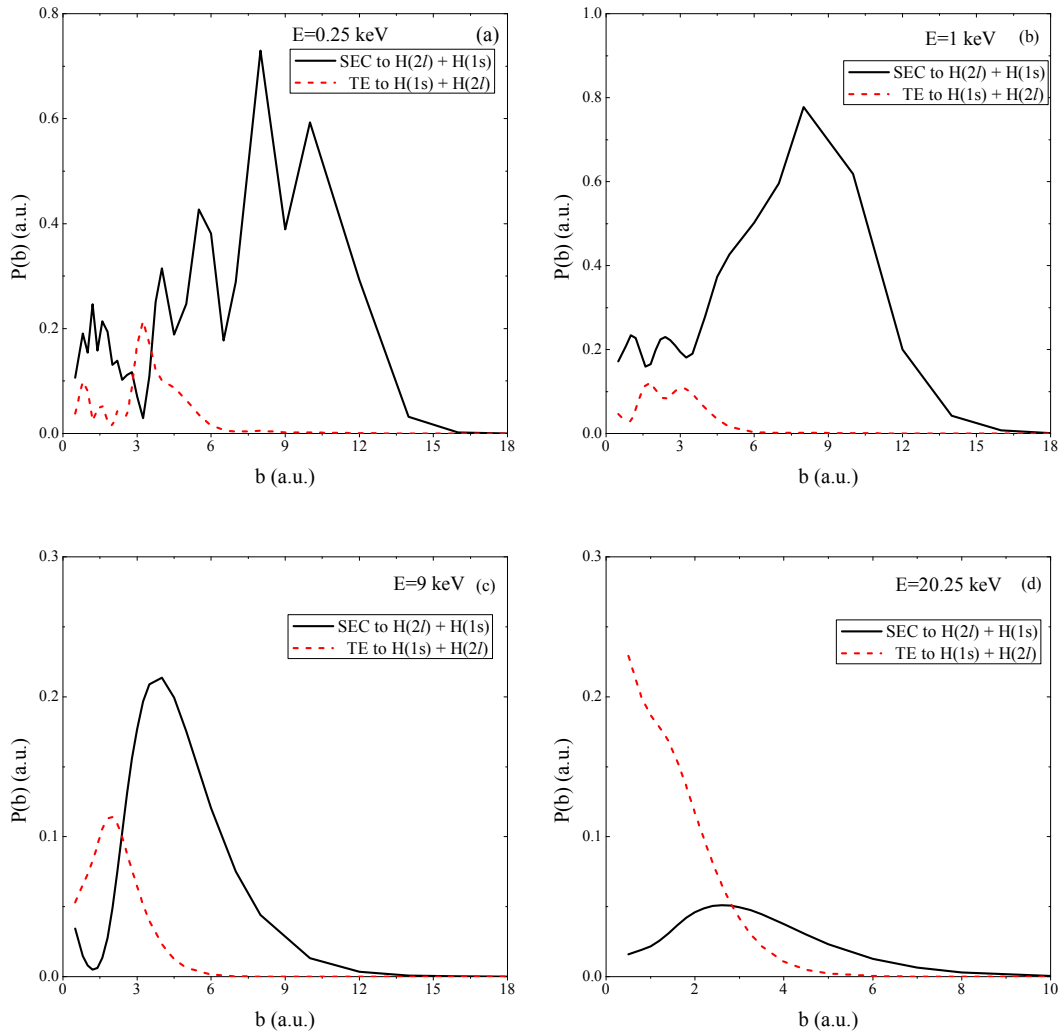 E=0.25 keV (a)
SEC to H(2l) + H(1s)
TE to H(1s) + H(2l)
0.8
0.6
0.4
0.2
0.0
P(b) (a.u.)
0 3 6 9 12 15 18
b (a.u.)
E=1 keV (b)
SEC to H(2l) + H(1s)
TE to H(1s) + H(2l)
1.0
0.8
0.6
0.4
0.2
0.0
P(b) (a.u.)
0 3 6 9 12 15 18
b (a.u.)
E=9 keV (c)
SEC to H(2l) + H(1s)
TE to H(1s) + H(2l)
0.3
0.2
0.1
0.0
P(b) (a.u.)
0 3 6 9 12 15 18
b (a.u.)
E=20.25 keV (d)
SEC to H(2l) + H(1s)
TE to H(1s) + H(2l)
0.3
0.2
0.1
0.0
P(b) (a.u.)
0 2 4 6 8 10
b (a.u.)